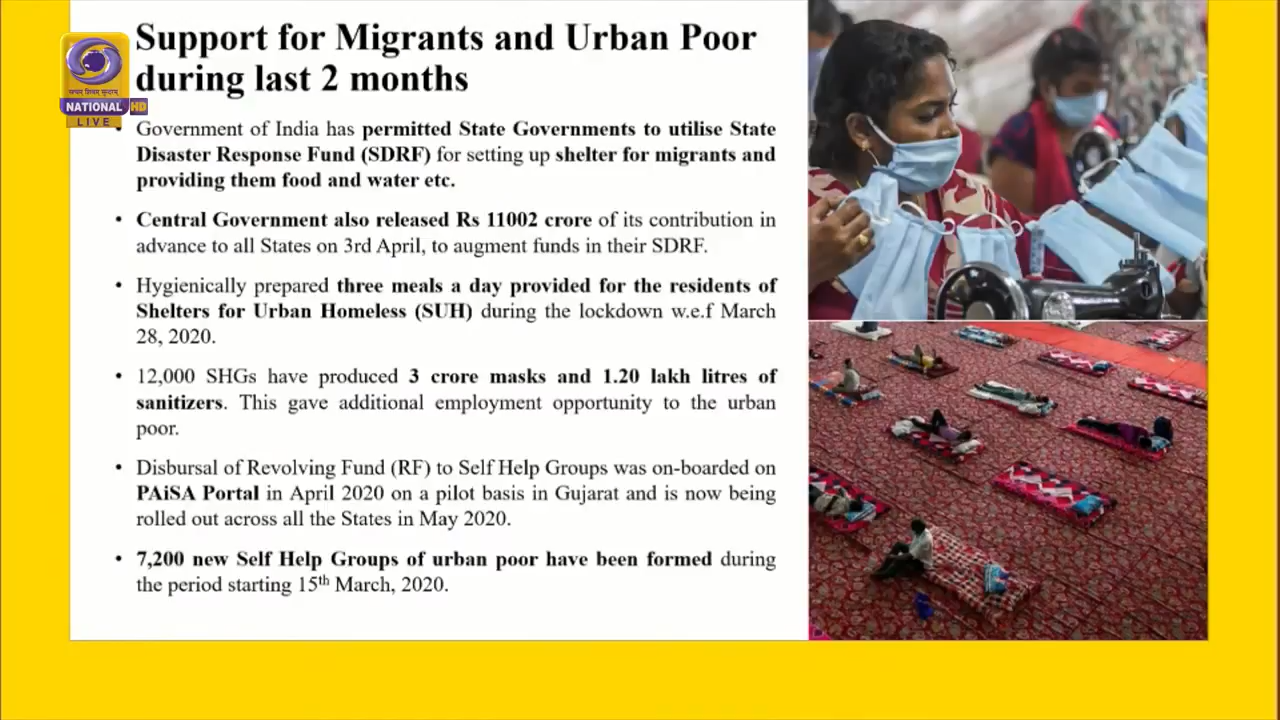 Support for Migrants and Urban Poor
during last 2 months
सत्यम् शिवम् सुन्दरम्
NATIONAL HD
LIVE
• Government of India has permitted State Governments to utilise State
Disaster Response Fund (SDRF) for setting up shelter for migrants and
providing them food and water etc.
• Central Government also released Rs 11002 crore of its contribution in
advance to all States on 3rd April, to augment funds in their SDRF.
• Hygienically prepared three meals a day provided for the residents of
Shelters for Urban Homeless (SUH) during the lockdown w.e.f March
28, 2020.
• 12,000 SHGs have produced 3 crore masks and 1.20 lakh litres of
sanitizers. This gave additional employment opportunity to the urban
poor.
• Disbursal of Revolving Fund (RF) to Self Help Groups was on-boarded on
PAiSA Portal in April 2020 on a pilot basis in Gujarat and is now being
rolled out across all the States in May 2020.
• 7,200 new Self Help Groups of urban poor have been formed during
the period starting 15th March, 2020.